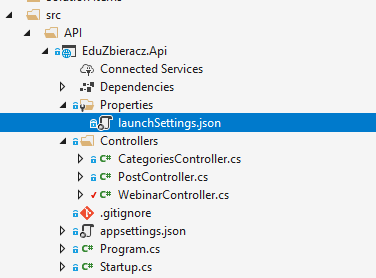 src
API
EduZbieracz.Api
Connected Services
Dependencies
Properties
launchSettings.json
Controllers
C# CategoriesController.cs
C# PostController.cs
C# WebinarController.cs
.gitignore
appsettings.json
C# Program.cs
C# Startup.cs